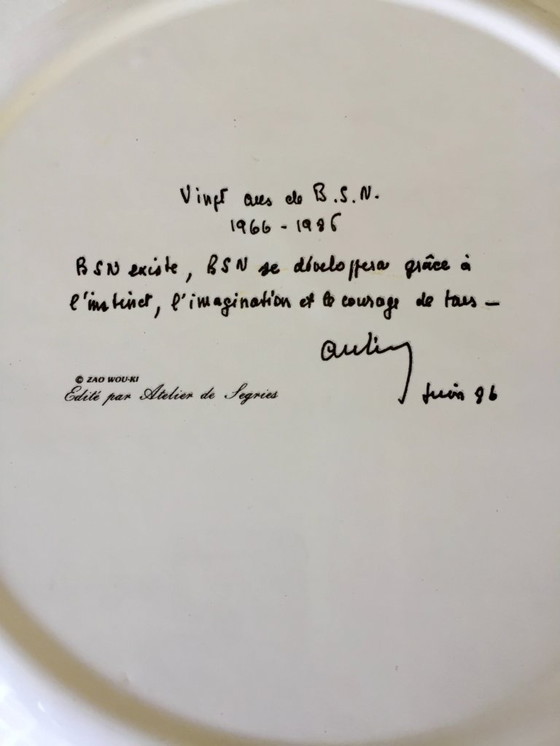 Vingt ans de B.S.N.
1966 - 1986
BSN existe, BSN se développera grâce à
l'instinct, l'imagination et le courage de tous —
© ZAO WOU-KI
Edité par Atelier de Segriès
Juin 86